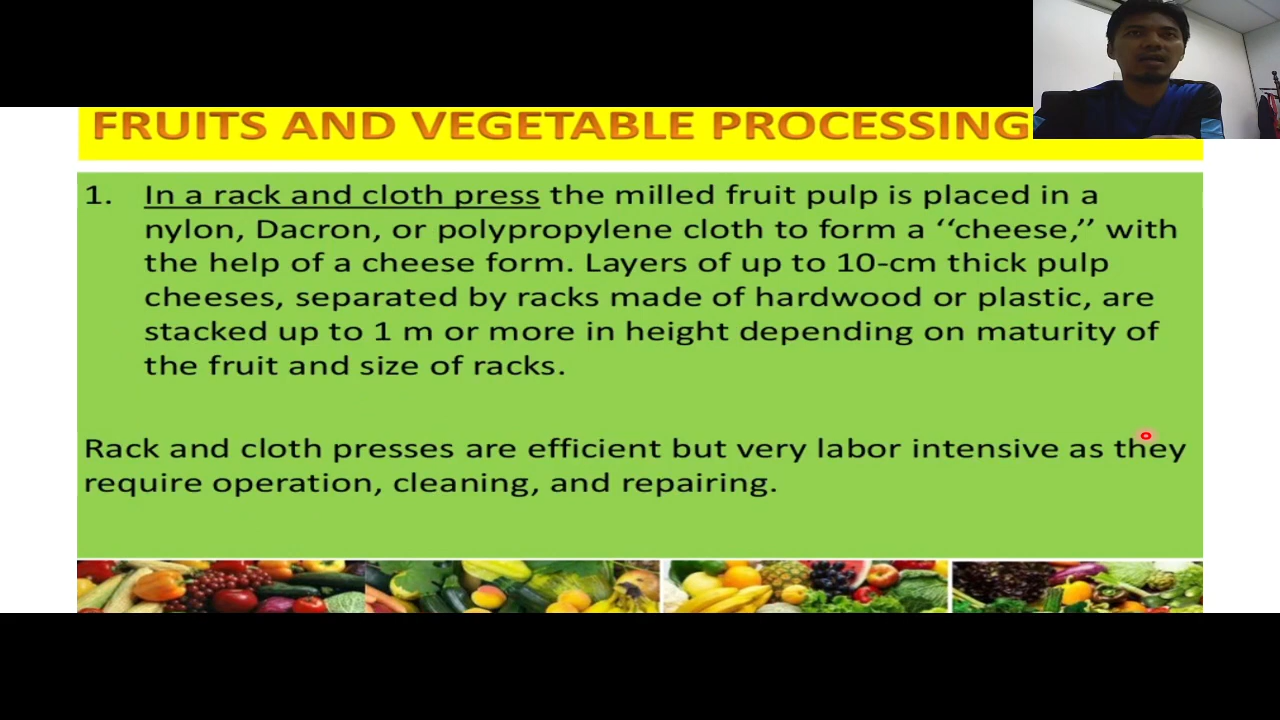 FRUITS AND VEGETABLE PROCESSING
1. In a rack and cloth press the milled fruit pulp is placed in a
nylon, Dacron, or polypropylene cloth to form a ‘‘cheese,’’ with
the help of a cheese form. Layers of up to 10-cm thick pulp
cheeses, separated by racks made of hardwood or plastic, are
stacked up to 1 m or more in height depending on maturity of
the fruit and size of racks.
Rack and cloth presses are efficient but very labor intensive as they
require operation, cleaning, and repairing.